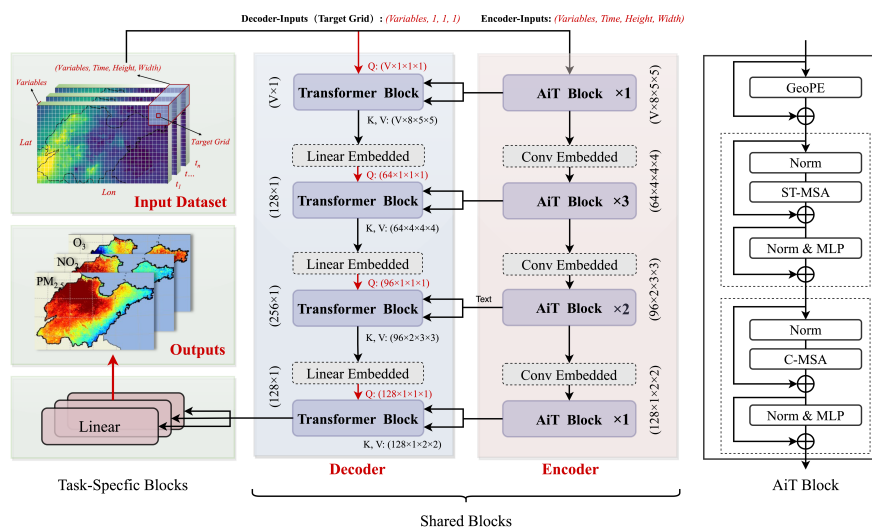 Decoder-Inputs (Target Grid) : (Variables, 1, 1, 1)
Encoder-Inputs: (Variables, Time, Height, Width)
(Variables, Time, Height, Width)
Variables
Lat
Target Grid
t_n
t...
t_1
Lon
Input Dataset
O_3
NO_2
PM_2.5
Outputs
Linear
Task-Specfic Blocks
Q: (V×1×1×1)
(V×1)
Transformer Block
K, V: (V×8×5×5)
Linear Embedded
Q: (64×1×1×1)
(128×1)
Transformer Block
K, V: (64×4×4×4)
Linear Embedded
Q: (96×1×1×1)
(256×1)
Transformer Block
K, V: (96×2×3×3)
Linear Embedded
Q: (128×1×1×1)
(128×1)
Transformer Block
K, V: (128×1×2×2)
Decoder
AiT Block ×1
(V×8×5×5)
Conv Embedded
AiT Block ×3
(64×4×4×4)
Conv Embedded
Text
AiT Block ×2
(96×2×3×3)
Conv Embedded
AiT Block ×1
(128×1×2×2)
Encoder
Shared Blocks
GeoPE
Norm
ST-MSA
Norm & MLP
Norm
C-MSA
Norm & MLP
AiT Block